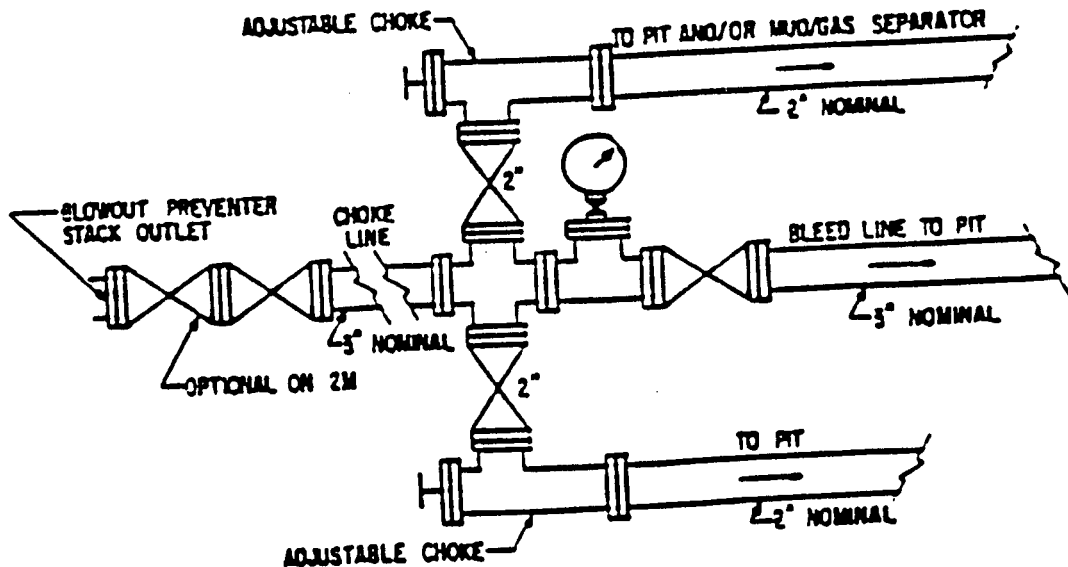 ADJUSTABLE CHOKE
TO PIT AND/OR MUD/GAS SEPARATOR
2" NOMINAL
2"
BLOWOUT PREVENTER
STACK OUTLET
CHOKE
LINE
BLEED LINE TO PIT
3" NOMINAL
3" NOMINAL
OPTIONAL ON 2M
2"
TO PIT
2" NOMINAL
ADJUSTABLE CHOKE